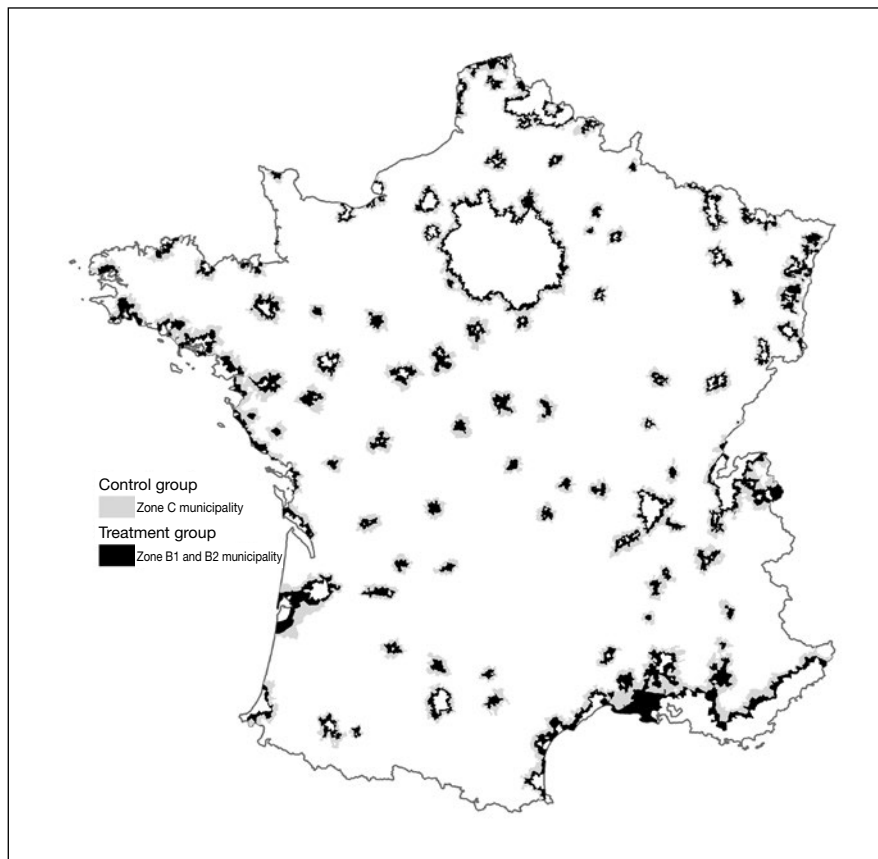 Control group
Zone C municipality
Treatment group
Zone B1 and B2 municipality